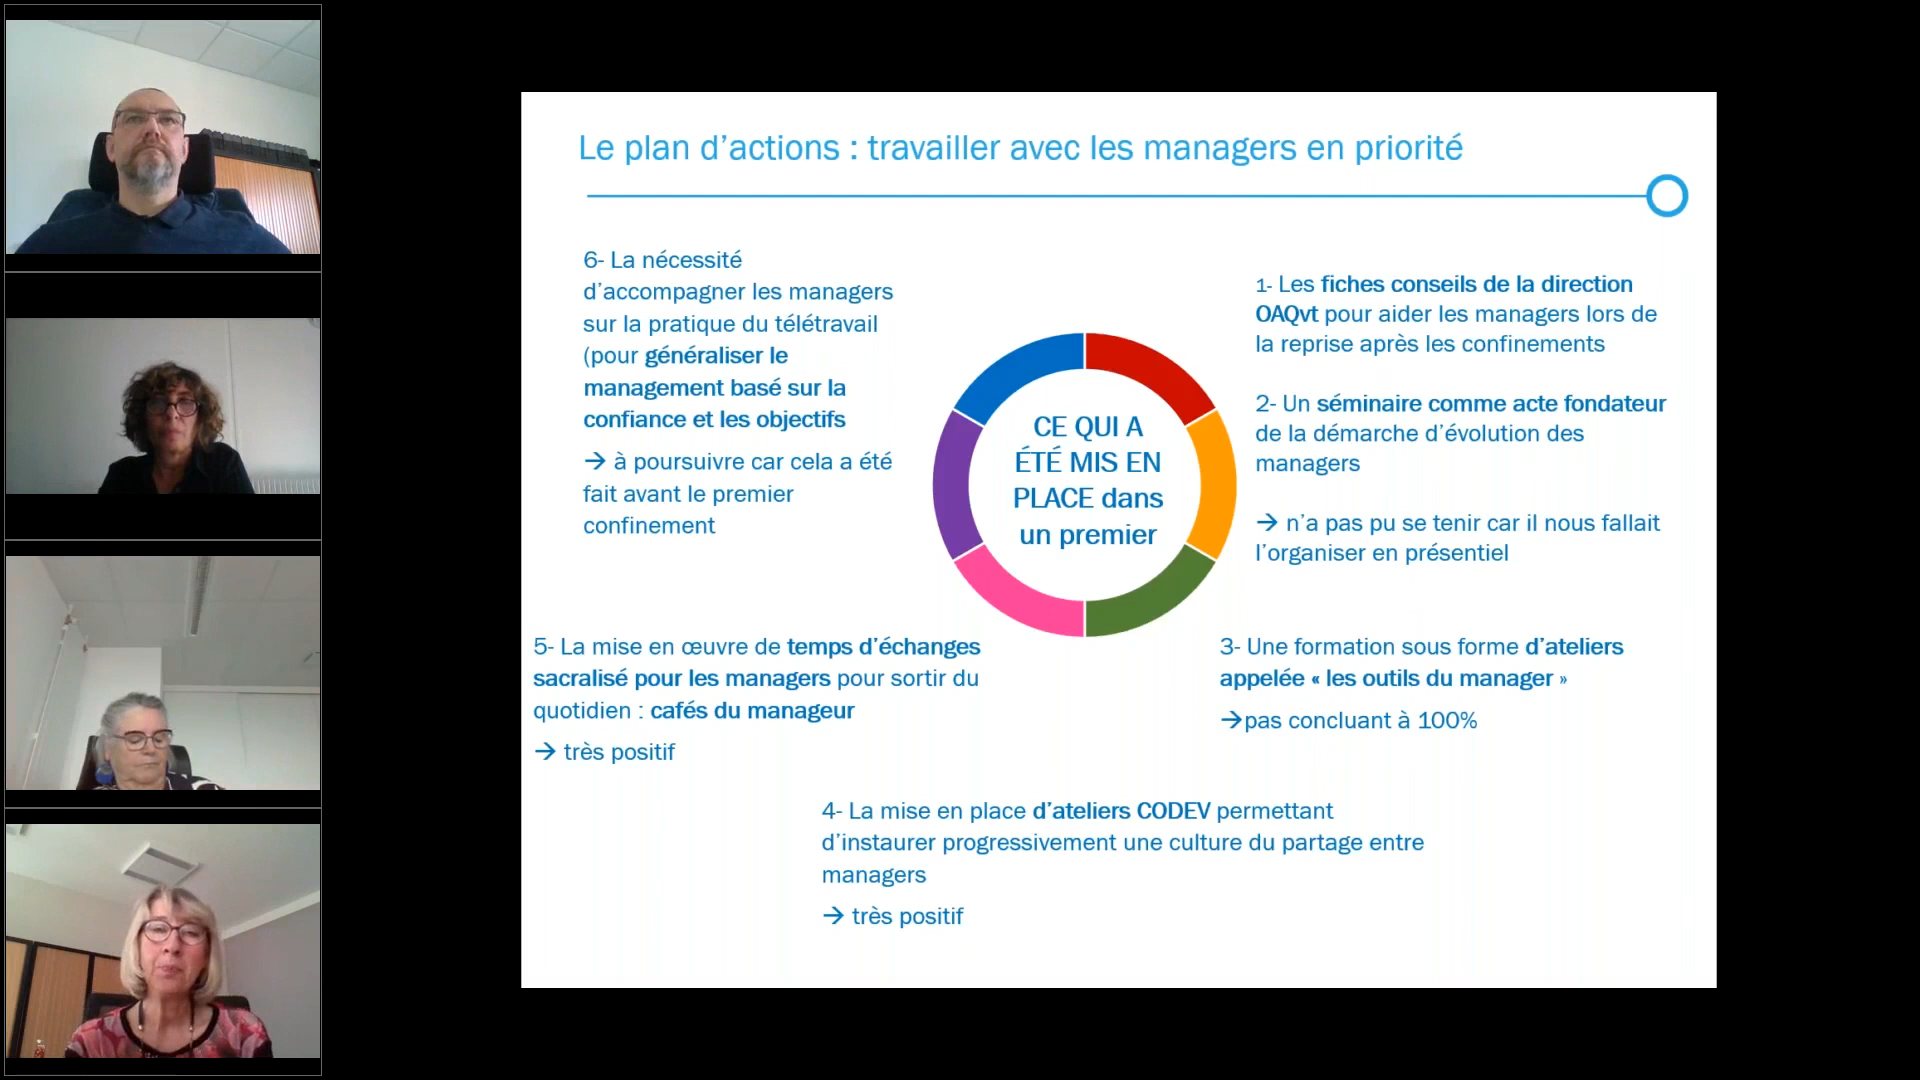 Le plan d’actions : travailler avec les managers en priorité
6- La nécessité
d’accompagner les managers
sur la pratique du télétravail
(pour généraliser le
management basé sur la
confiance et les objectifs
→ à poursuivre car cela a été
fait avant le premier
confinement
CE QUI A
ÉTÉ MIS EN
PLACE dans
un premier
1- Les fiches conseils de la direction
OAQvt pour aider les managers lors de
la reprise après les confinements
2- Un séminaire comme acte fondateur
de la démarche d’évolution des
managers
→ n’a pas pu se tenir car il nous fallait
l’organiser en présentiel
5- La mise en œuvre de temps d’échanges
sacralisé pour les managers pour sortir du
quotidien : cafés du manageur
→ très positif
3- Une formation sous forme d’ateliers
appelée « les outils du manager »
→pas concluant à 100%
4- La mise en place d’ateliers CODEV permettant
d’instaurer progressivement une culture du partage entre
managers
→ très positif